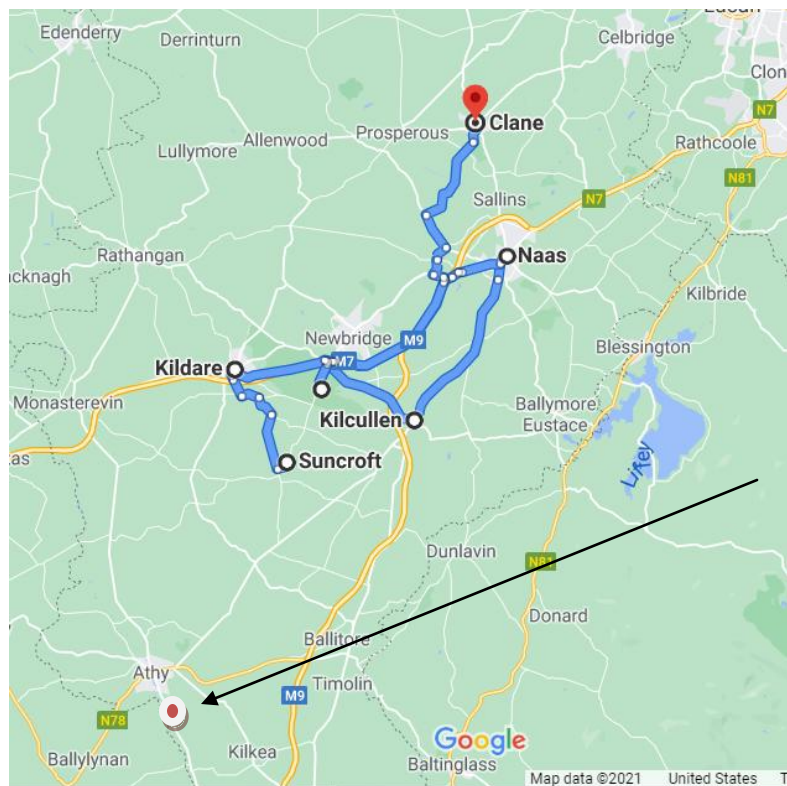 Edenderry
Derrinturn
Celbridge
N7
Clane
Prosperous
Allenwood
Lullymore
Rathcoole
N81
Sallins
N7
Rathangan
Naas
Kilbride
Newbridge
M9
Blessington
Kildare
M7
Monasterevin
Kilcullen
Ballymore
Eustace
Suncroft
Liffey
Dunlavin
N81
Donard
Ballitore
Athy
Timolin
M9
N78
Kilkea
Google
Ballylynan
Baltinglass
Map data ©2021 United States